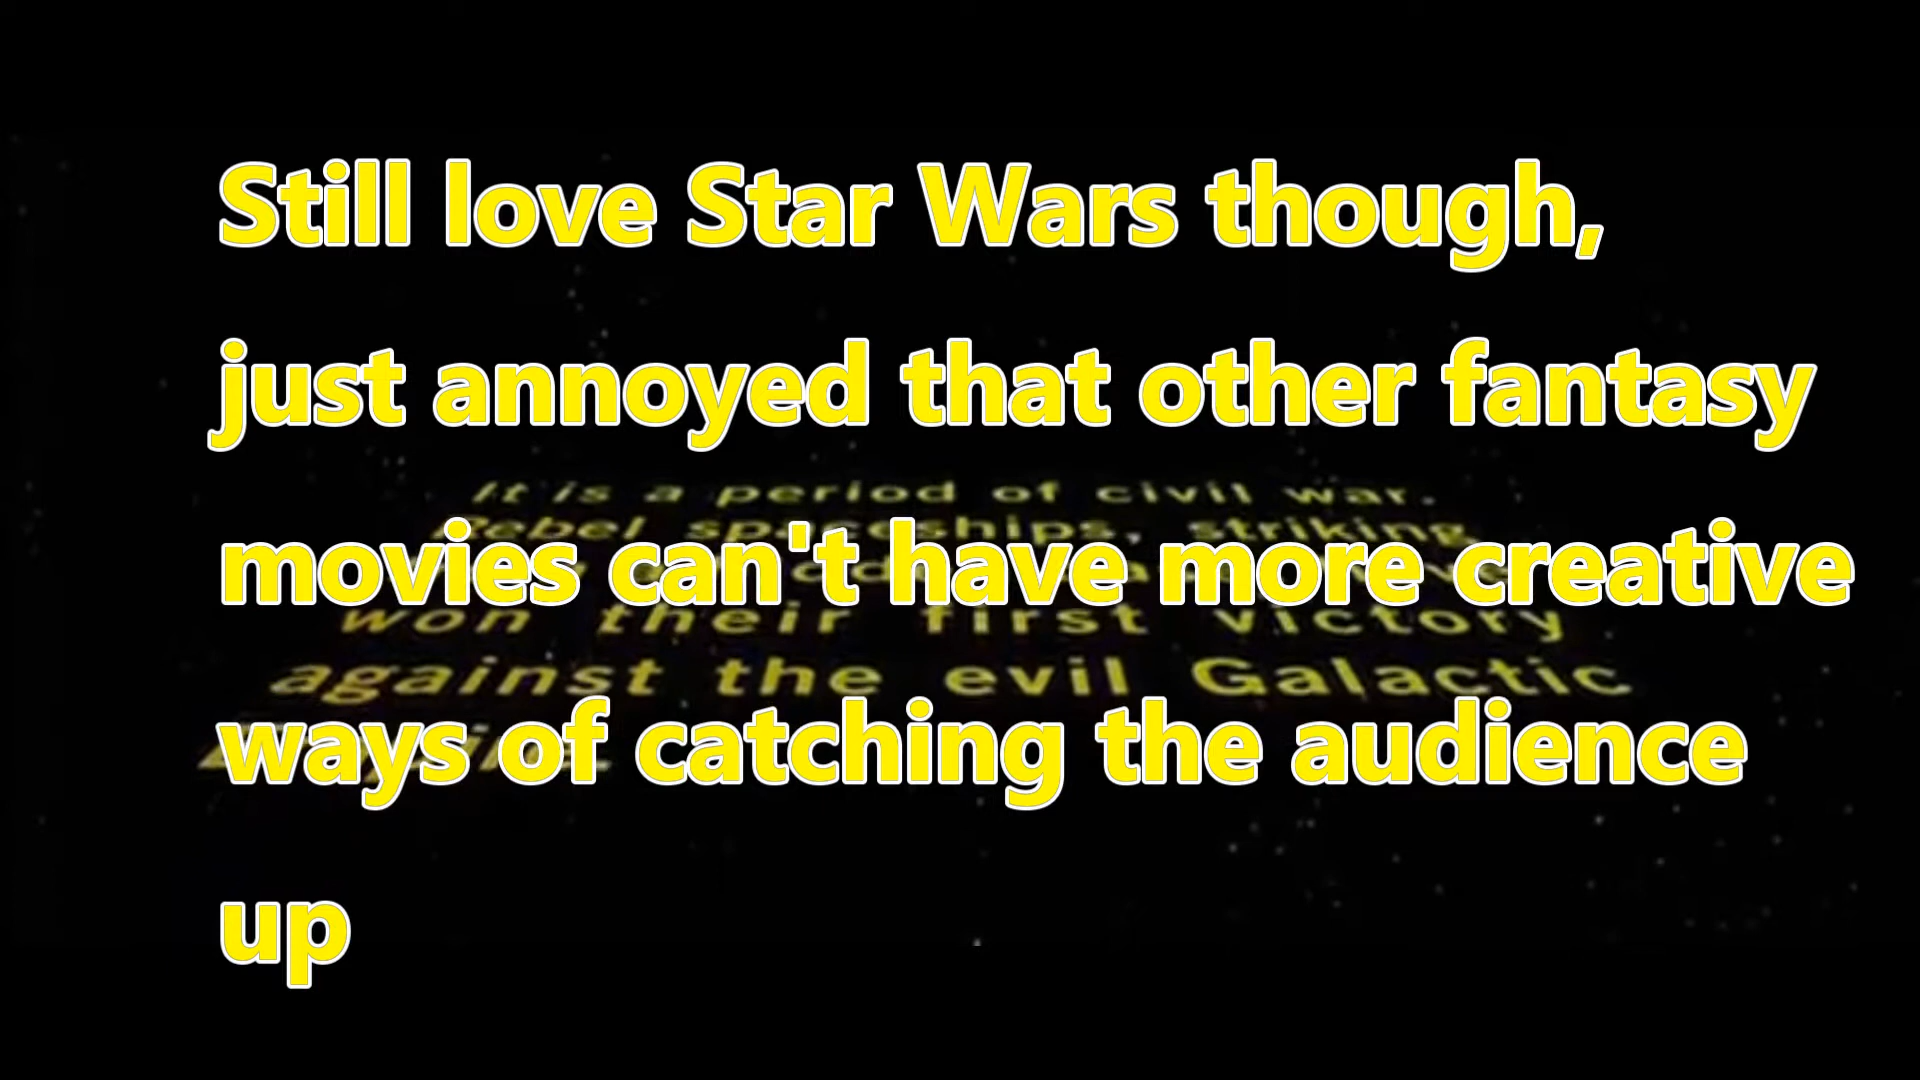 Still love Star Wars though,
just annoyed that other fantasy
It is a period of civil war.
Rebel spaceships, striking
movies can't have more creative
won their first victory
against the evil Galactic
ways of catching the audience
up